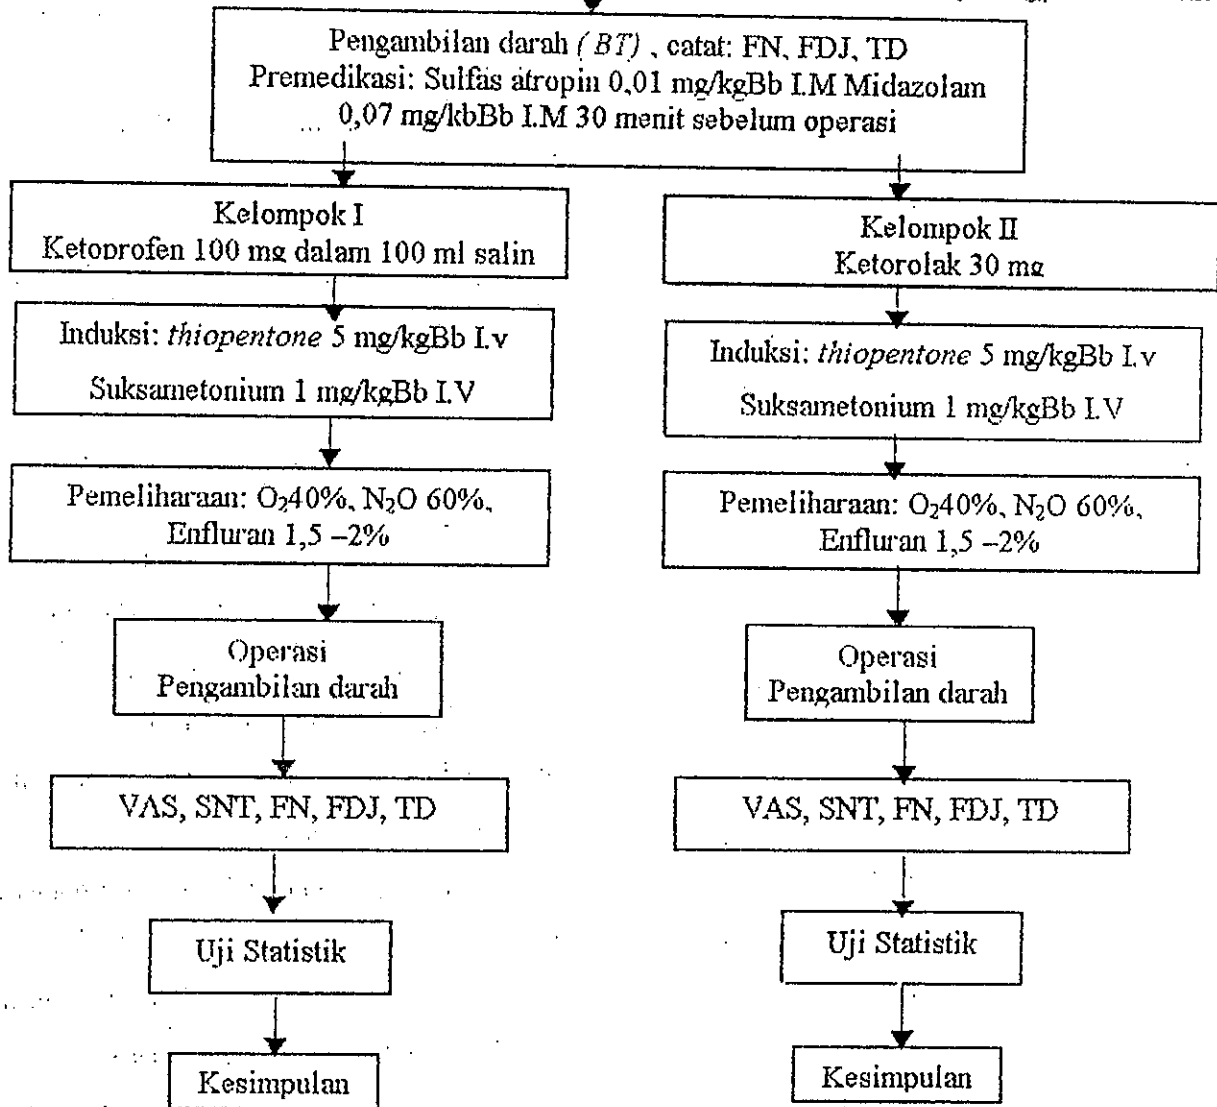 Pengambilan darah (BT) , catat: FN, FDJ, TD
Premedikasi: Sulfas atropin 0,01 mg/kgBb I.M Midazolam
0,07 mg/kbBb I.M 30 menit sebelum operasi
Kelompok I
Ketoprofen 100 mg dalam 100 ml salin
Induksi: thiopentone 5 mg/kgBb I.v
Suksametonium 1 mg/kgBb I.V
Pemeliharaan: O₂40%, N₂O 60%,
Enfluran 1,5 –2%
Operasi
Pengambilan darah
VAS, SNT, FN, FDJ, TD
Uji Statistik
Kesimpulan
Kelompok II
Ketorolak 30 mg
Induksi: thiopentone 5 mg/kgBb I.v
Suksametonium 1 mg/kgBb I.V
Pemeliharaan: O₂40%, N₂O 60%,
Enfluran 1,5 –2%
Operasi
Pengambilan darah
VAS, SNT, FN, FDJ, TD
Uji Statistik
Kesimpulan